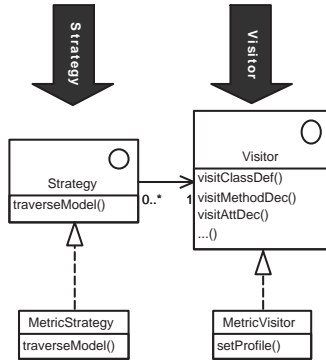 Strategy
Visitor
Strategy
traverseModel()
0..*
1
Visitor
visitClassDef()
visitMethodDec()
visitAttDec()
...()
MetricStrategy
traverseModel()
MetricVisitor
setProfile()